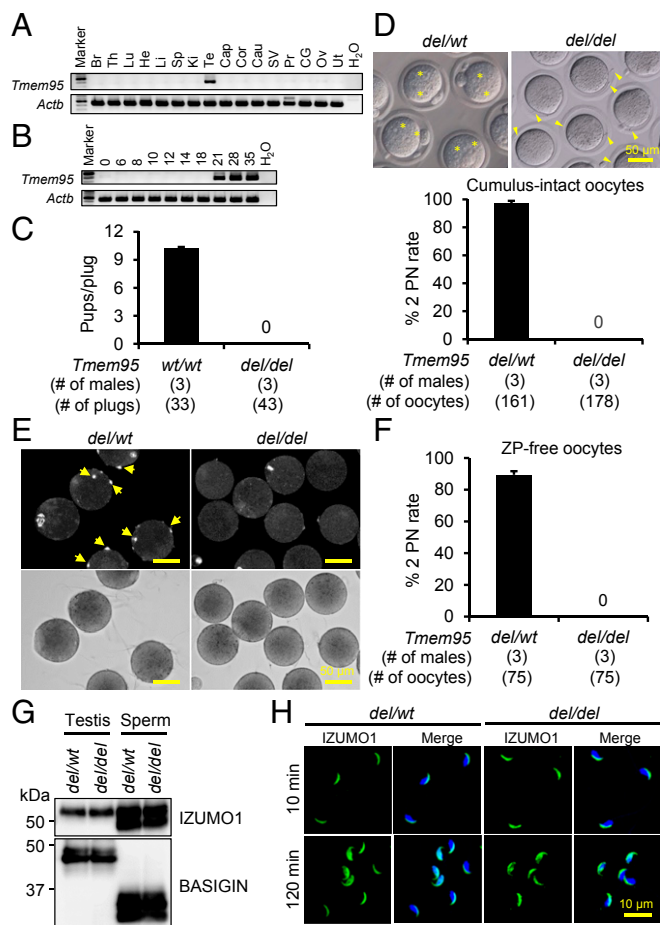 A
Marker Br Th Lu He Li Sp Ki Te Cap Cor Cau SV Pr CG Ov Ut H₂O
Tmem95
Actb
B
Marker 0 6 8 10 12 14 18 21 28 35 H₂O
Tmem95
Actb
C
Pups/plug
12
9
6
3
0
0
Tmem95 wt/wt del/del
(# of males) (3) (3)
(# of plugs) (33) (43)
D
del/wt del/del
50 µm
Cumulus-intact oocytes
% 2 PN rate
100
80
60
40
20
0
0
Tmem95 del/wt del/del
(# of males) (3) (3)
(# of oocytes) (161) (178)
E
del/wt del/del
50 µm
F
ZP-free oocytes
% 2 PN rate
100
80
60
40
20
0
0
Tmem95 del/wt del/del
(# of males) (3) (3)
(# of oocytes) (75) (75)
G
Testis Sperm
del/wt del/del del/wt del/del
kDa
50
IZUMO1
50
37
BASIGIN
H
del/wt del/del
IZUMO1 Merge IZUMO1 Merge
10 min
120 min
10 µm